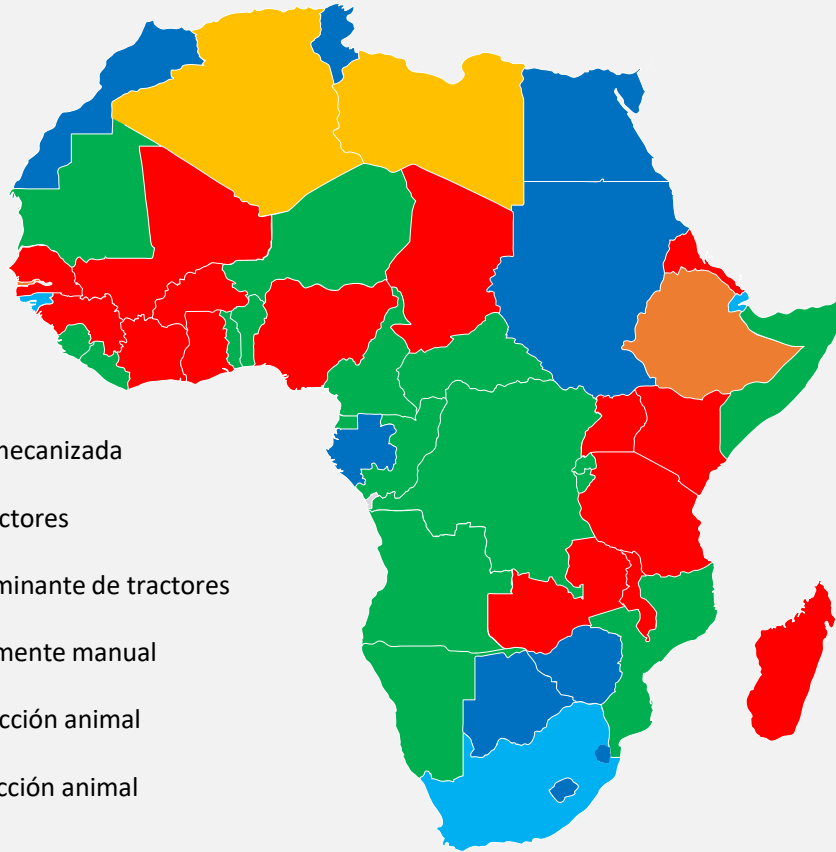 mecanizada
ctores
minante de tractores
mente manual
cción animal
cción animal